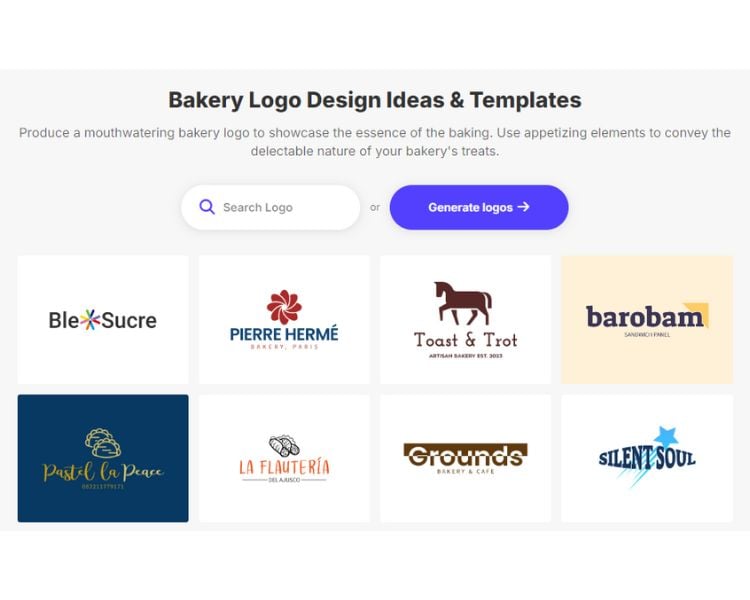 Bakery Logo Design Ideas & Templates
Produce a mouthwatering bakery logo to showcase the essence of the baking. Use appetizing elements to convey the
delectable nature of your bakery's treats.
Search Logo
or
Generate logos →
Ble Sucre
PIERRE HERMÉ
BAKERY, PARIS
Toast & Trot
ARTISAN BAKERY EST. 2023
barobam
SANDWICH PANEL
Pastél la Peace
082211779171
LA FLAUTERÍA
DEL AJUSCO
Grounds
BAKERY & CAFE
SILENT SOUL